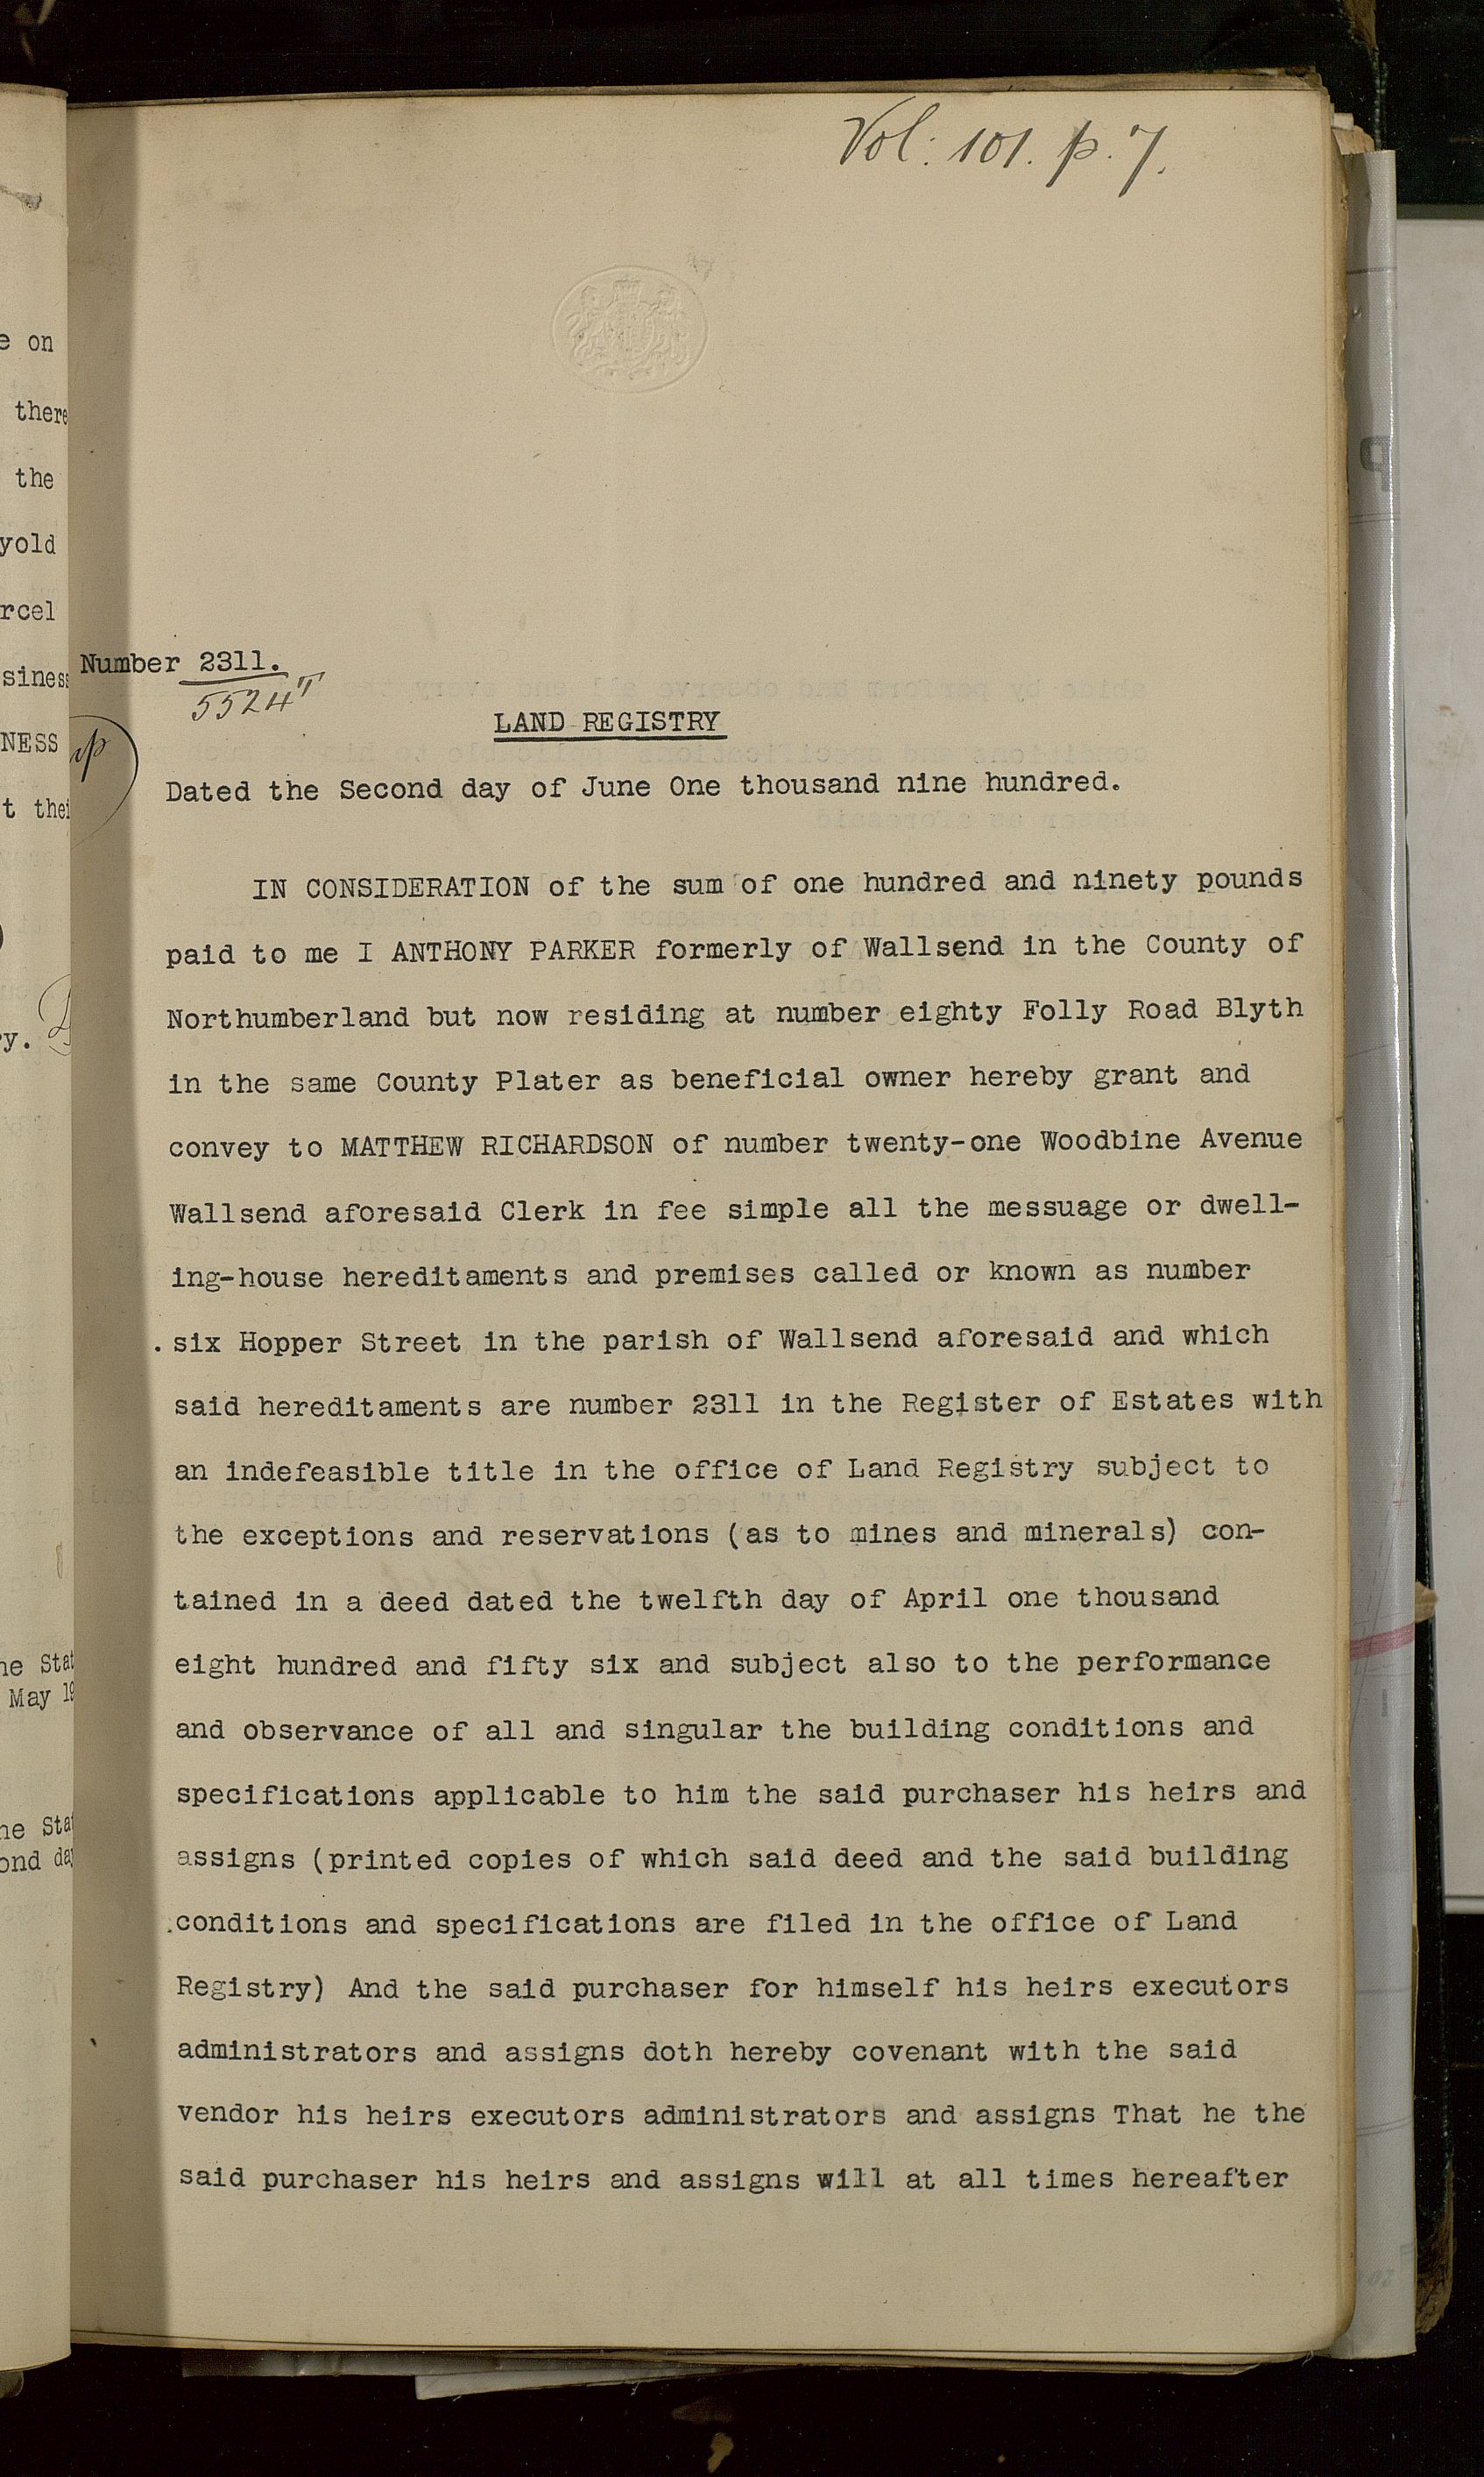 Vol: 101. p. 7.
Number 2311.
5524T
LAND REGISTRY
Dated the Second day of June One thousand nine hundred.
IN CONSIDERATION of the sum of one hundred and ninety pounds
paid to me I ANTHONY PARKER formerly of Wallsend in the County of
Northumberland but now residing at number eighty Folly Road Blyth
in the same County Plater as beneficial owner hereby grant and
convey to MATTHEW RICHARDSON of number twenty-one Woodbine Avenue
Wallsend aforesaid Clerk in fee simple all the messuage or dwell-
ing-house hereditaments and premises called or known as number
six Hopper Street in the parish of Wallsend aforesaid and which
said hereditaments are number 2311 in the Register of Estates with
an indefeasible title in the office of Land Registry subject to
the exceptions and reservations (as to mines and minerals) con-
tained in a deed dated the twelfth day of April one thousand
eight hundred and fifty six and subject also to the performance
and observance of all and singular the building conditions and
specifications applicable to him the said purchaser his heirs and
assigns (printed copies of which said deed and the said building
conditions and specifications are filed in the office of Land
Registry) And the said purchaser for himself his heirs executors
administrators and assigns doth hereby covenant with the said
vendor his heirs executors administrators and assigns That he the
said purchaser his heirs and assigns will at all times hereafter
e on
there
the
yold
rcel
siness
NESS
t thei
y.
he Stat
May 19
he Stat
ond day